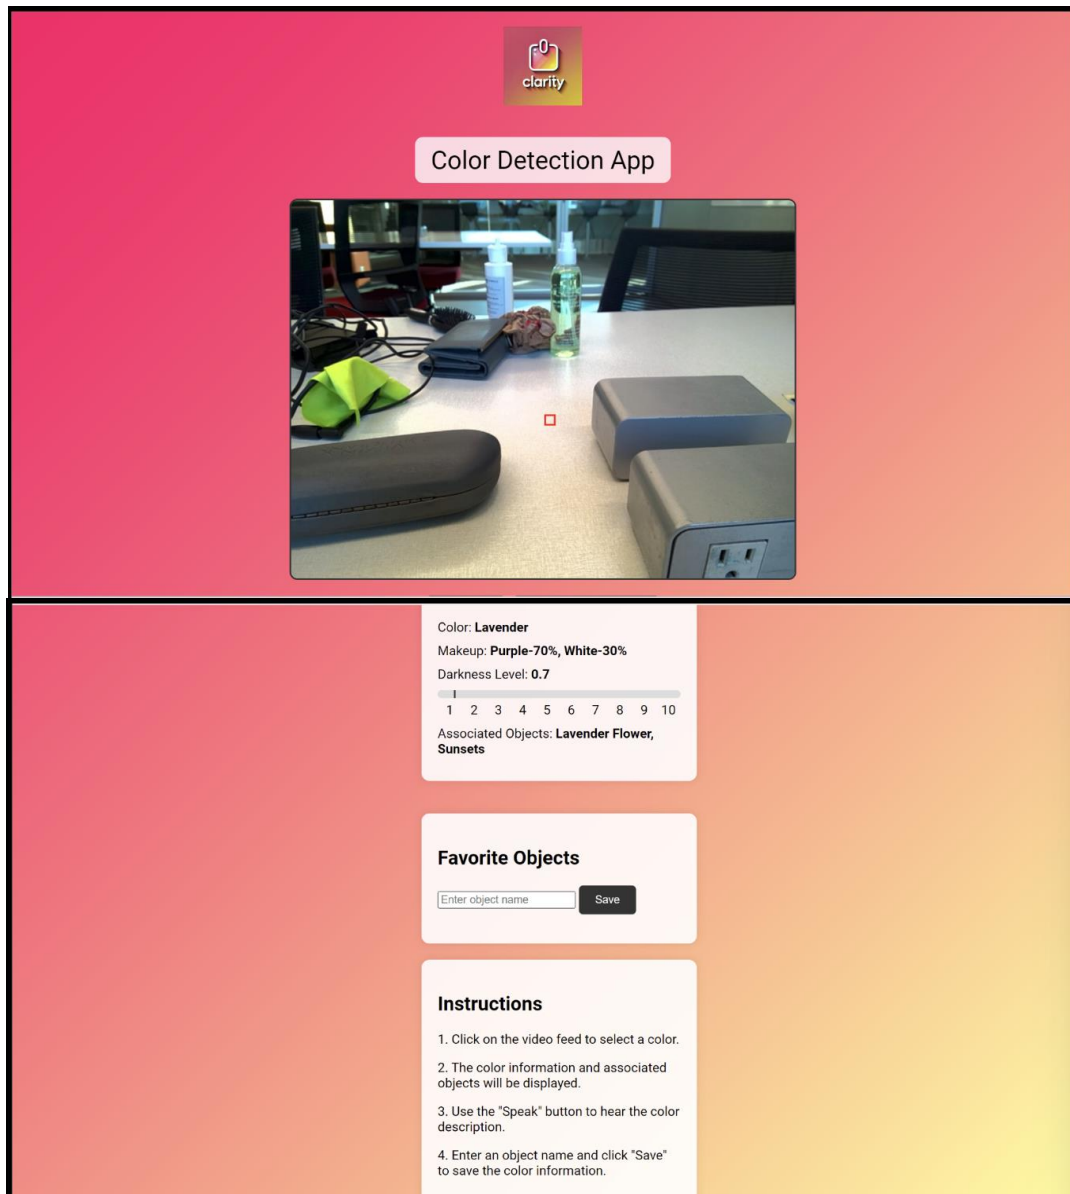 clarity
Color Detection App
Color: Lavender
Makeup: Purple-70%, White-30%
Darkness Level: 0.7
1 2 3 4 5 6 7 8 9 10
Associated Objects: Lavender Flower,
Sunsets
Favorite Objects
Enter object name Save
Instructions
1. Click on the video feed to select a color.
2. The color information and associated
objects will be displayed.
3. Use the "Speak" button to hear the color
description.
4. Enter an object name and click "Save"
to save the color information.